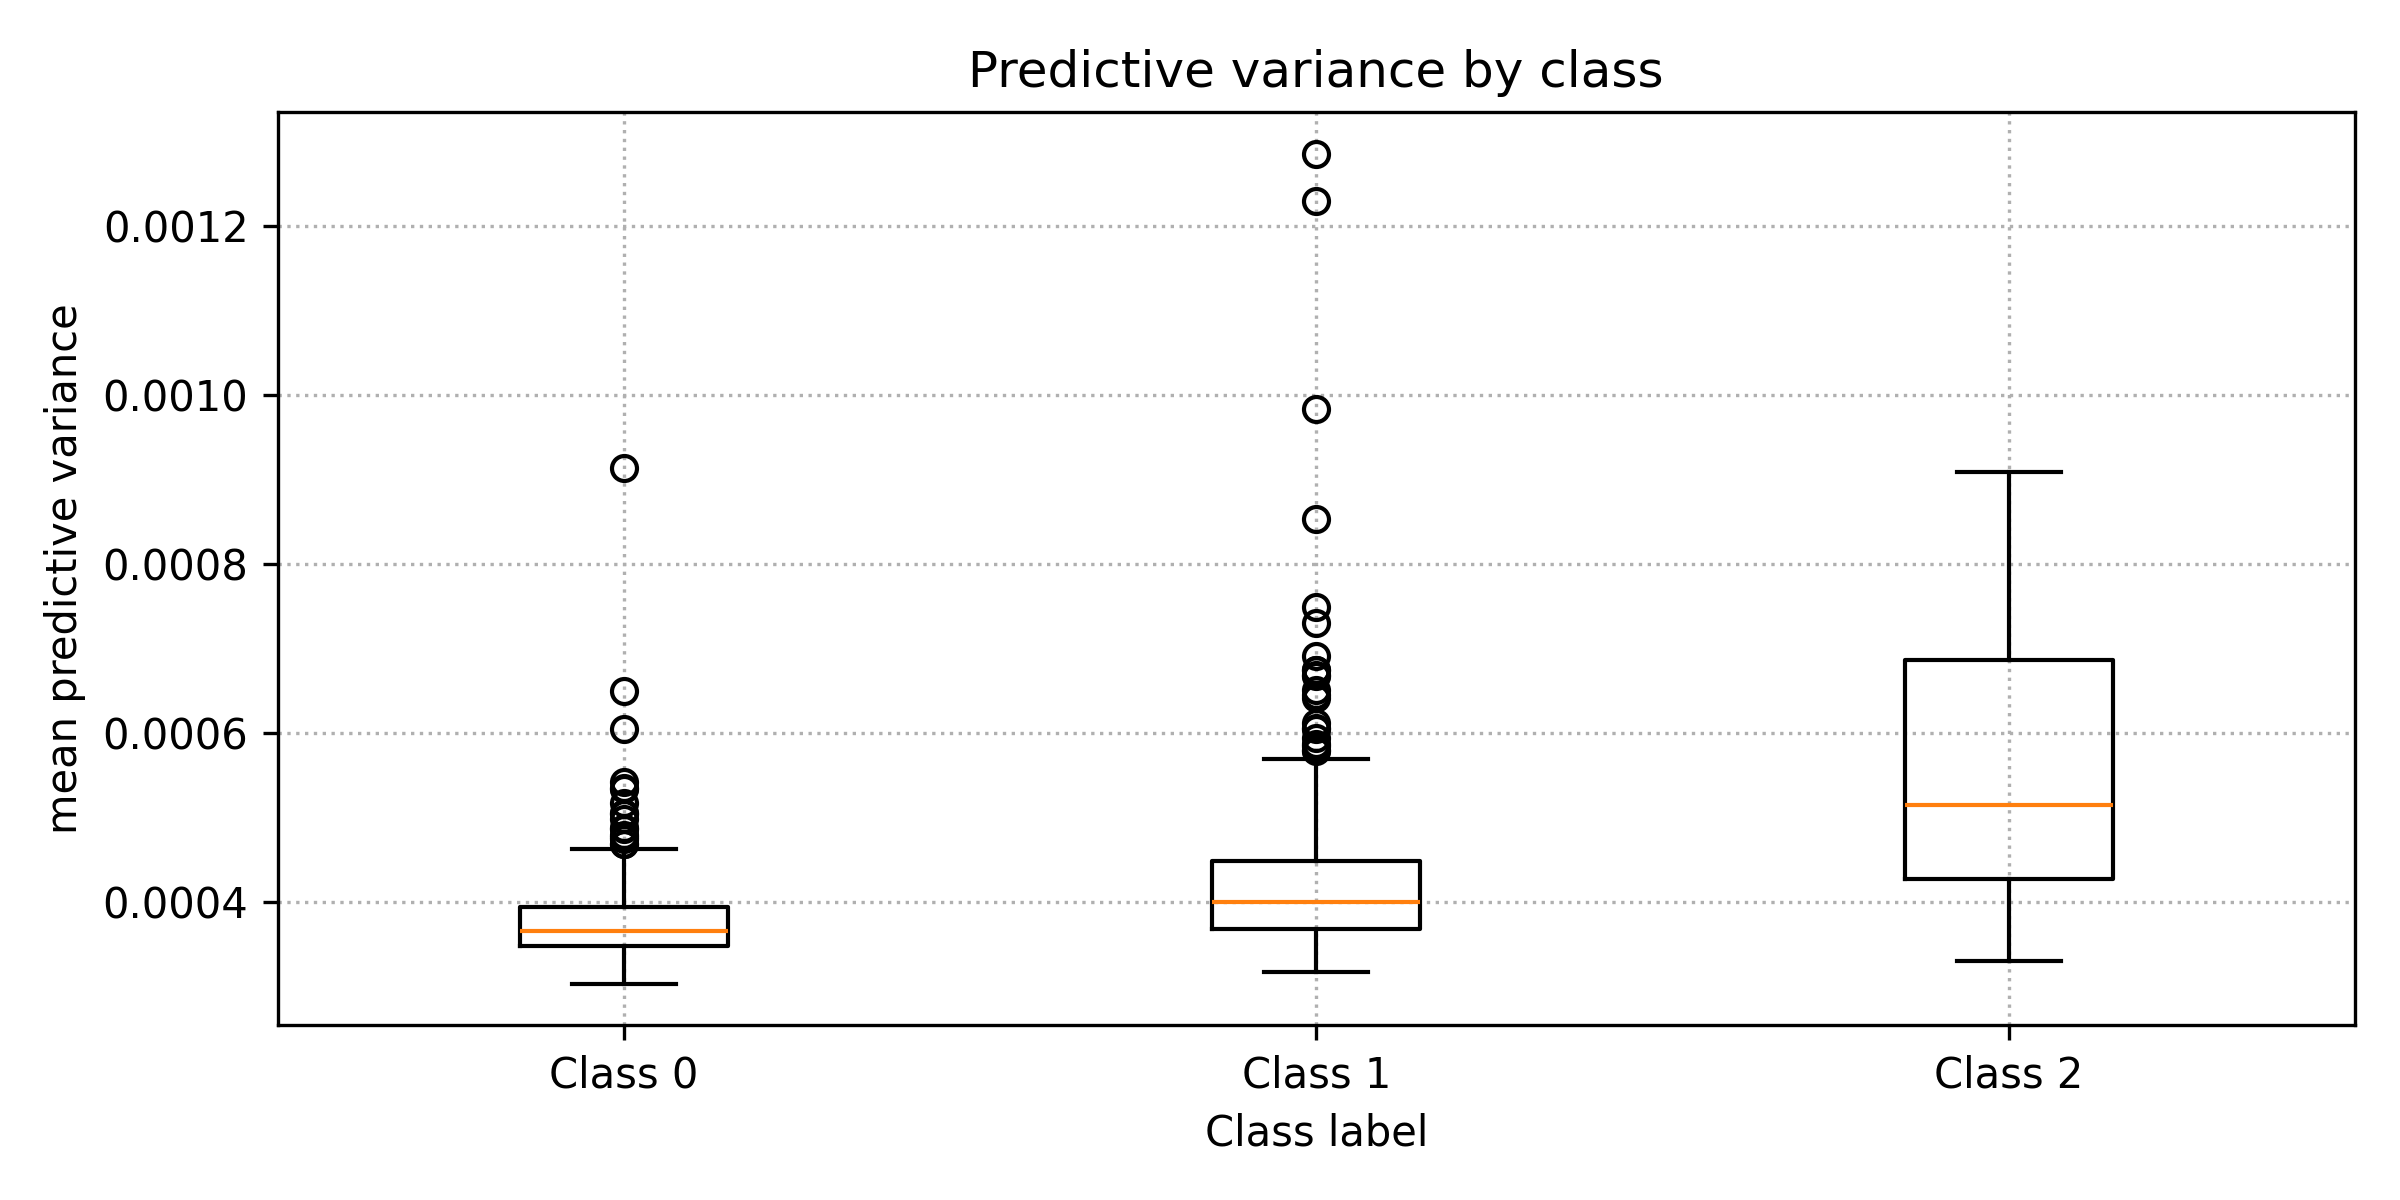 Predictive variance by class
mean predictive variance
0.0012
0.0010
0.0008
0.0006
0.0004
Class 0
Class 1
Class 2
Class label